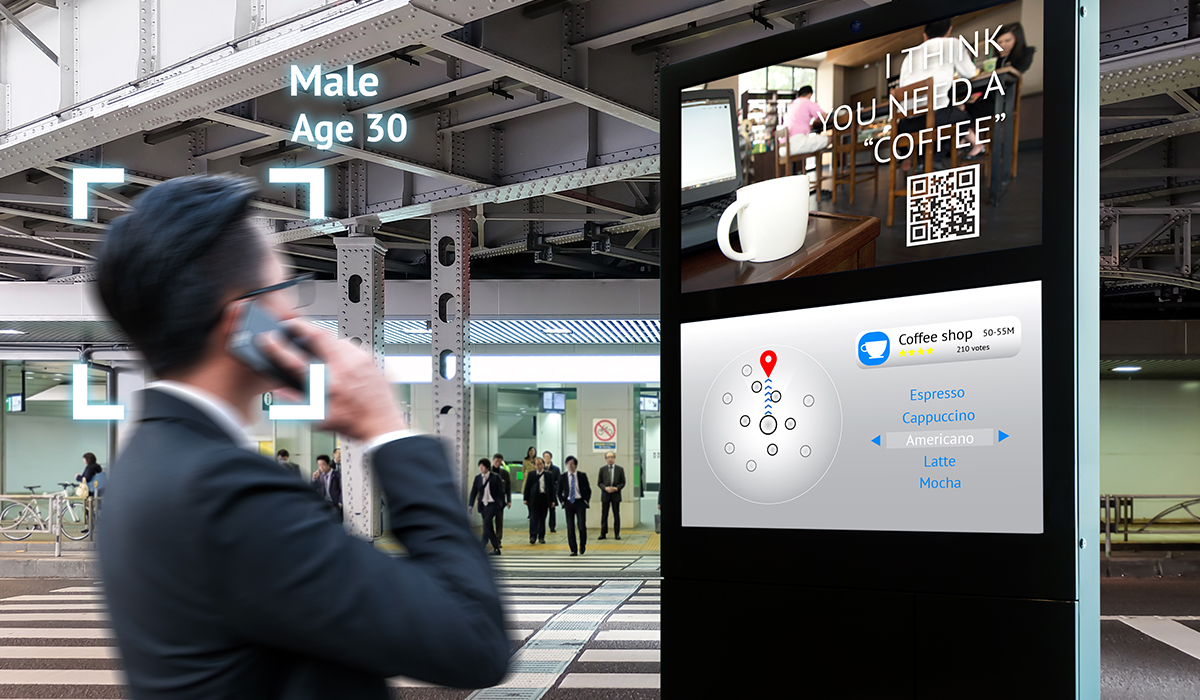 Male
Age 30
I THINK
YOU NEED A
“COFFEE”
Coffee shop 50-55M
210 votes
Espresso
Cappuccino
Americano
Latte
Mocha